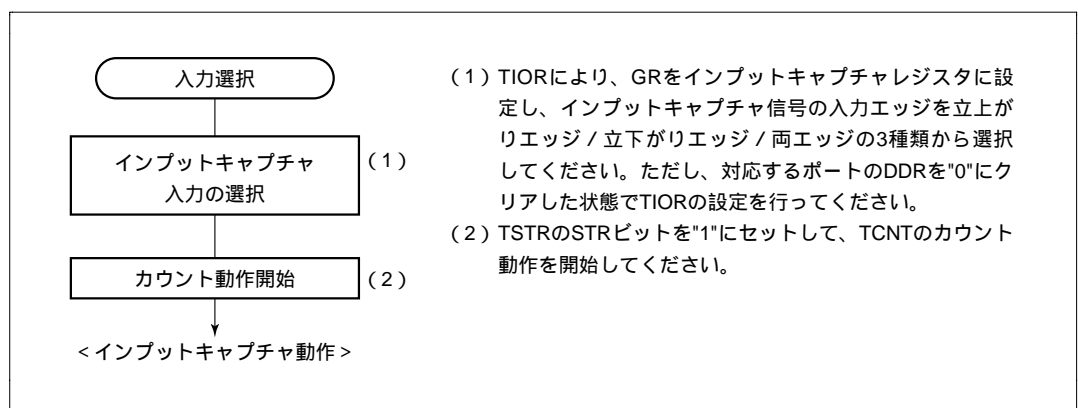 入力選択
インプットキャプチャ
入力の選択
(1)
カウント動作開始
(2)
<インプットキャプチャ動作>
(1)TIORにより、GRをインプットキャプチャレジスタに設
定し、インプットキャプチャ信号の入力エッジを立上が
りエッジ/立下がりエッジ/両エッジの3種類から選択
してください。ただし、対応するポートのDDRを"0"にク
リアした状態でTIORの設定を行ってください。
(2)TSTRのSTRビットを"1"にセットして、TCNTのカウント
動作を開始してください。